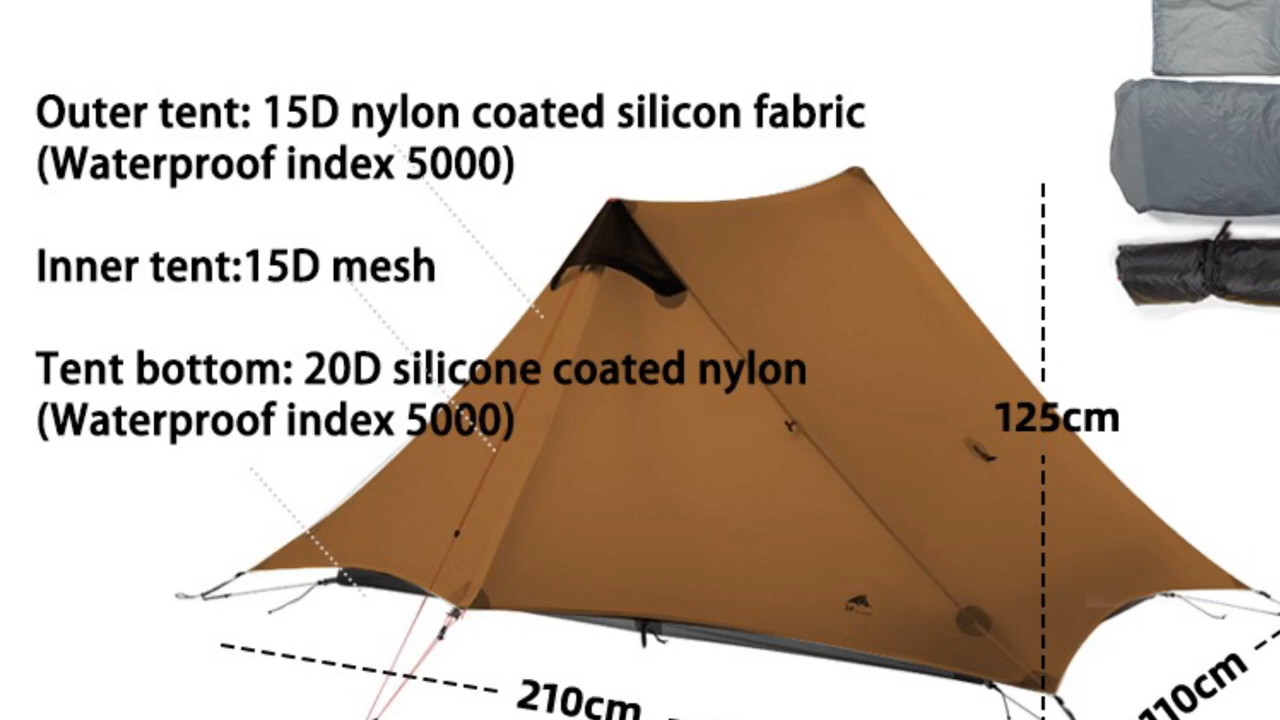 Outer tent: 15D nylon coated silicon fabric
(Waterproof index 5000)
Inner tent:15D mesh
Tent bottom: 20D silicone coated nylon
(Waterproof index 5000)
125cm
210cm
110cm